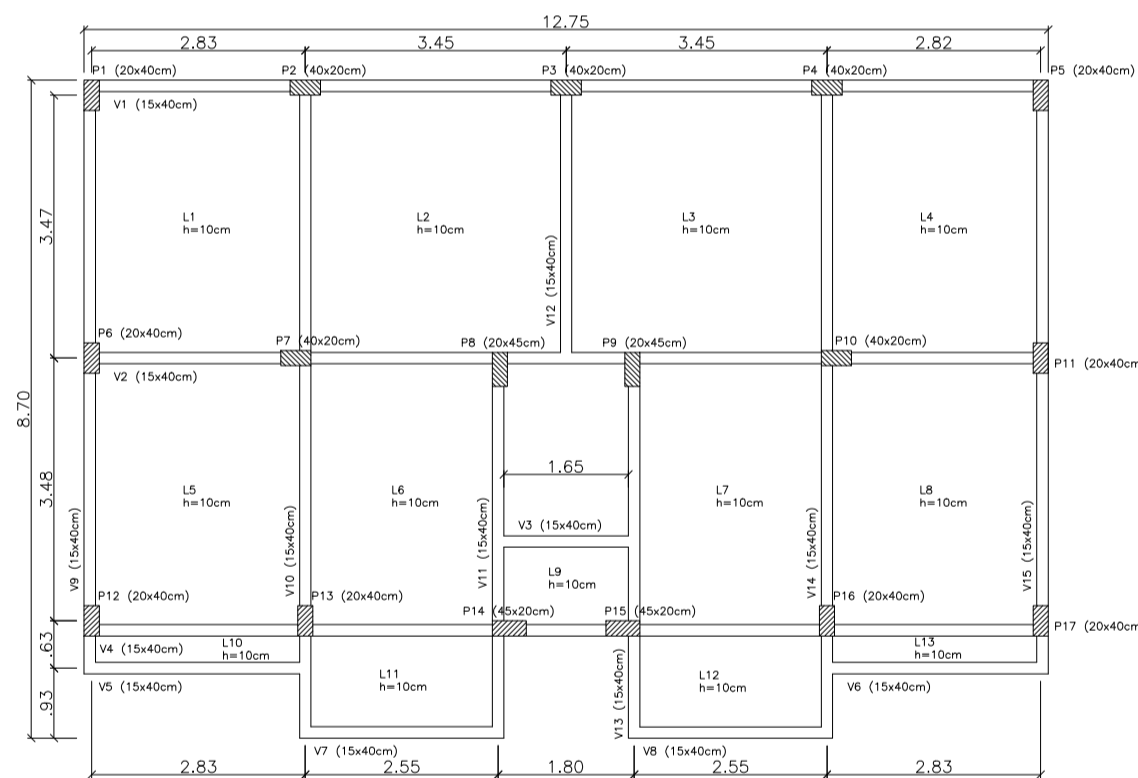 12.75
2.83 3.45 3.45 2.82
P1 (20x40cm) P2 (40x20cm) P3 (40x20cm) P4 (40x20cm) P5 (20x40cm)
V1 (15x40cm)
3.47
L1 L2 L3 L4
h=10cm h=10cm h=10cm h=10cm
V12 (15x40cm)
P6 (20x40cm) P7 (40x20cm) P8 (20x45cm) P9 (20x45cm) P10 (40x20cm) P11 (20x40cm
V2 (15x40cm)
8.70
3.48
1.65
L5 L6 L7 L8
h=10cm h=10cm h=10cm h=10cm
V9 (15x40cm) V10 (15x40cm) V11 (15x40cm) V14 (15x40cm) V15 (15x40cm)
V3 (15x40cm)
L9
h=10cm
P12 (20x40cm) P13 (20x40cm) P14 (45x20cm) P15 (45x20cm) P16 (20x40cm) P17 (20x40cm
.63
V4 (15x40cm)
L10 L13
h=10cm h=10cm
.93
V5 (15x40cm)
L11 L12
h=10cm h=10cm
V13 (15x40cm)
V6 (15x40cm)
V7 (15x40cm) V8 (15x40cm)
2.83 2.55 1.80 2.55 2.83